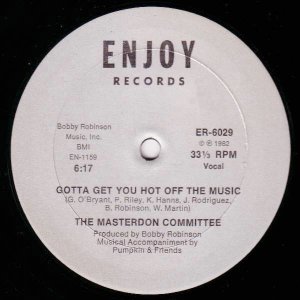 ENJOY
RECORDS
Bobby Robinson
Music, Inc.
BMI
EN-1159
6:17
ER-6029
© ℗ 1982
33⅓ RPM
Vocal
GOTTA GET YOU HOT OFF THE MUSIC
(G. O'Bryant, P. Riley, K. Hanns, J. Rodriguez,
B. Robinson, W. Martin)
THE MASTERDON COMMITTEE
Produced by Bobby Robinson
Musical Accompaniment by
Pumpkin & Friends